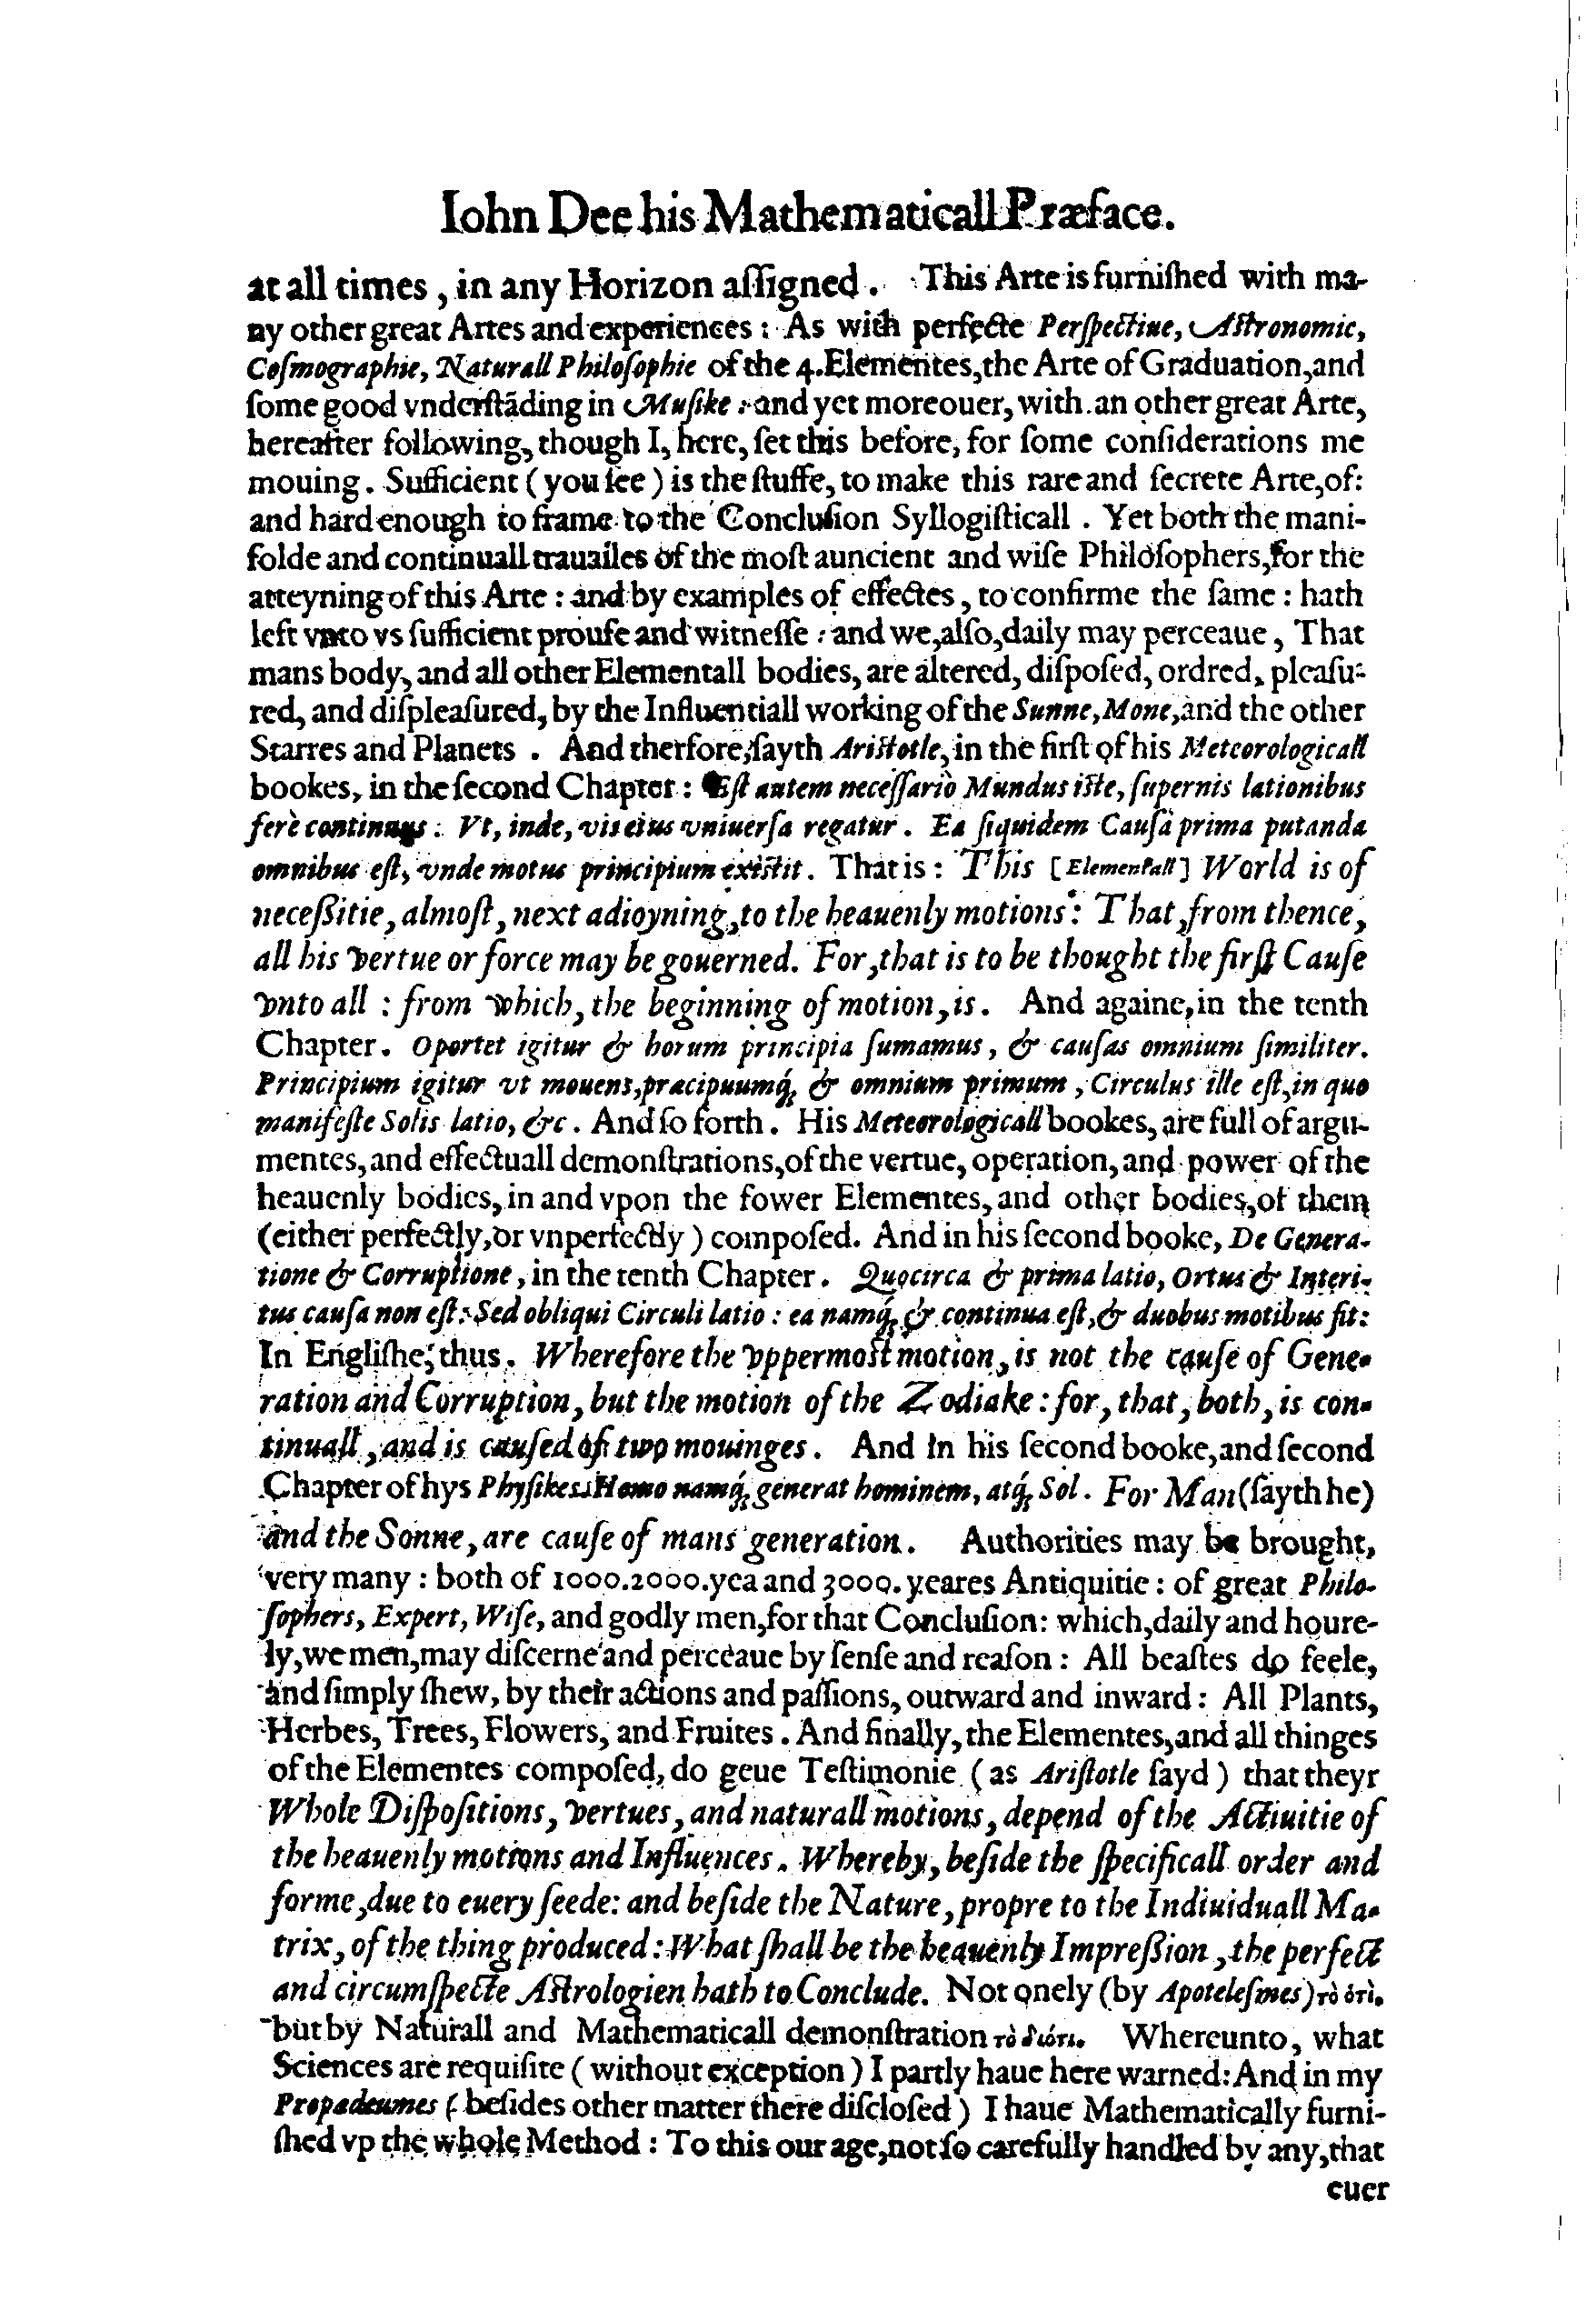 Iohn Dee his Mathematicall Præface.
at all times, in any Horizon aſſigned. This Arte is furniſhed with ma-
ny other great Artes and experiences: As with perfecte Perſpectiue, Aſtronomie,
Coſmographie, Naturall Philoſophie of the 4. Elementes, the Arte of Graduation, and
ſome good vnderſtãding in Muſike: and yet moreouer, with an other great Arte,
hereafter following, though I, here, ſet this before, for ſome conſiderations me
mouing. Sufficient (you ſee) is the ſtuffe, to make this rare and ſecrete Arte, of:
and hard enough to frame to the Concluſion Syllogiſticall. Yet both the mani-
folde and continuall trauailes of the moſt auncient and wiſe Philoſophers, for the
atteyning of this Arte: and by examples of effectes, to confirme the ſame: hath
left vnto vs ſufficient proufe and witneſſe: and we, alſo, daily may perceaue, That
mans body, and all other Elementall bodies, are altered, diſpoſed, ordred, pleaſu-
red, and diſpleaſured, by the Influentiall working of the Sunne, Mone, and the other
Starres and Planets. And therfore, ſayth Ariſtotle, in the firſt of his Meteorologicall
bookes, in the ſecond Chapter: Eſt autem neceſſariò Mundus iſte, ſupernis lationibus
ferè continuus: Vt, inde, vis eius vniuerſa regatur. Ea ſiquidem Cauſa prima putanda
omnibus eſt, vnde motus principium exiſtit. That is: This [Elementall] World is of
neceßitie, almoſt, next adioyning, to the heauenly motions: That, from thence,
all his vertue or force may be gouerned. For, that is to be thought the firſt Cauſe
vnto all: from which, the beginning of motion, is. And againe, in the tenth
Chapter. Oportet igitur & horum principia ſumamus, & cauſas omnium ſimiliter.
Principium igitur vt mouens, præcipuumq́; & omnium primum, Circulus ille eſt, in quo
manifeſte Solis latio, &c. And ſo forth. His Meteorologicall bookes, are full of argu-
mentes, and effectuall demonſtrations, of the vertue, operation, and power of the
heauenly bodies, in and vpon the fower Elementes, and other bodies, of them
(either perfectly, or vnperfectly) compoſed. And in his ſecond booke, De Genera-
tione & Corruptione, in the tenth Chapter. Quocirca & prima latio, Ortus & Interi-
tus cauſa non eſt: Sed obliqui Circuli latio: ea namq́; & continua eſt, & duobus motibus fit:
In Engliſhe, thus. Wherefore the vppermoſt motion, is not the cauſe of Gene-
ration and Corruption, but the motion of the Zodiake: for, that, both, is con-
tinuall, and is cauſed of two mouinges. And in his ſecond booke, and ſecond
Chapter of hys Phyſikes. Homo namq́; generat hominem, atq́; Sol. For Man (ſayth he)
and the Sonne, are cauſe of mans generation. Authorities may be brought,
very many: both of 1000. 2000. yea and 3000. yeares Antiquitie: of great Philo-
ſophers, Expert, Wiſe, and godly men, for that Concluſion: which, daily and houre-
ly, we men, may diſcerne and perceaue by ſenſe and reaſon: All beaſtes do feele,
and ſimply ſhew, by their actions and paſſions, outward and inward: All Plants,
Herbes, Trees, Flowers, and Fruites. And finally, the Elementes, and all thinges
of the Elementes compoſed, do geue Teſtimonie (as Ariſtotle ſayd) that theyr
Whole Diſpoſitions, vertues, and naturall motions, depend of the Actiuitie of
the heauenly motions and Influences. Whereby, beſide the ſpecificall order and
forme, due to euery ſeede: and beſide the Nature, propre to the Indiuiduall Ma-
trix, of the thing produced: What ſhall be the heauenly Impreßion, the perfect
and circumſpecte Aſtrologien hath to Conclude. Not onely (by Apoteleſmes) τὸ ὁτὶ.
but by Naturall and Mathematicall demonſtration τὸ διότι. Whereunto, what
Sciences are requiſite (without exception) I partly haue here warned: And in my
Propadeumes (beſides other matter there diſcloſed) I haue Mathematically furni-
ſhed vp the whole Method: To this our age, not ſo carefully handled by any, that
euer